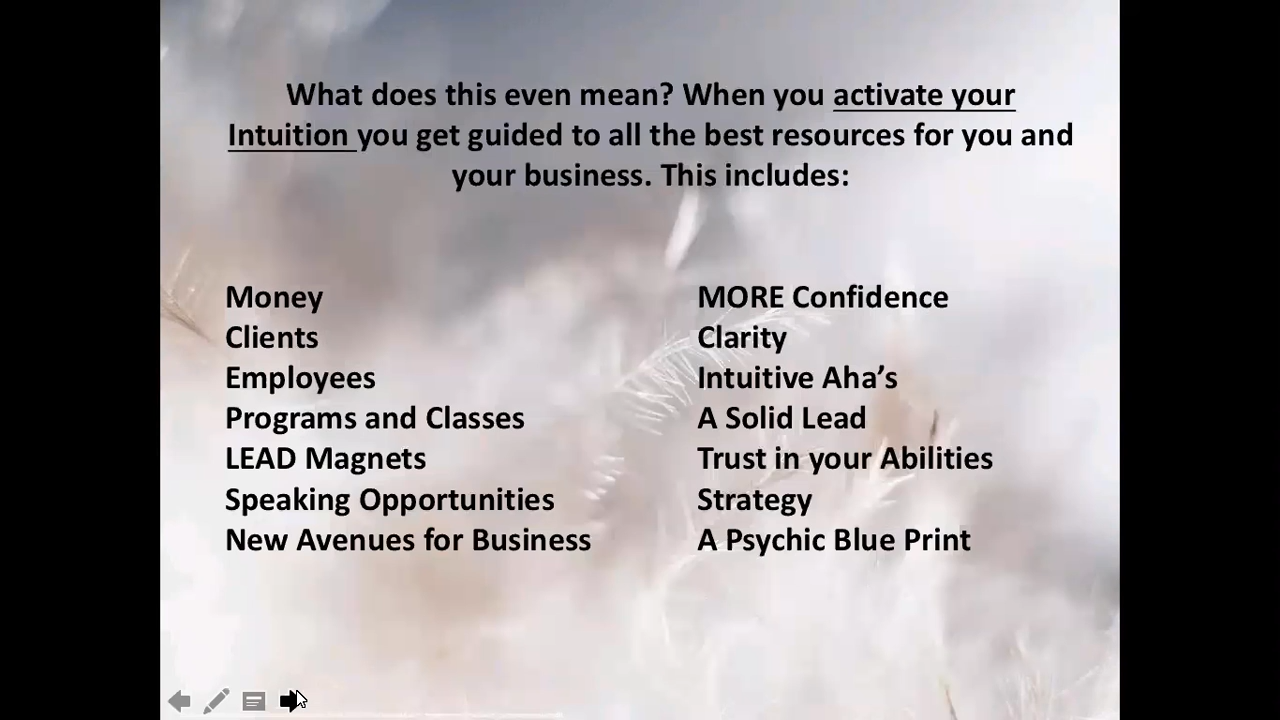 What does this even mean? When you activate your
Intuition you get guided to all the best resources for you and
your business. This includes:
Money
Clients
Employees
Programs and Classes
LEAD Magnets
Speaking Opportunities
New Avenues for Business
MORE Confidence
Clarity
Intuitive Aha’s
A Solid Lead
Trust in your Abilities
Strategy
A Psychic Blue Print